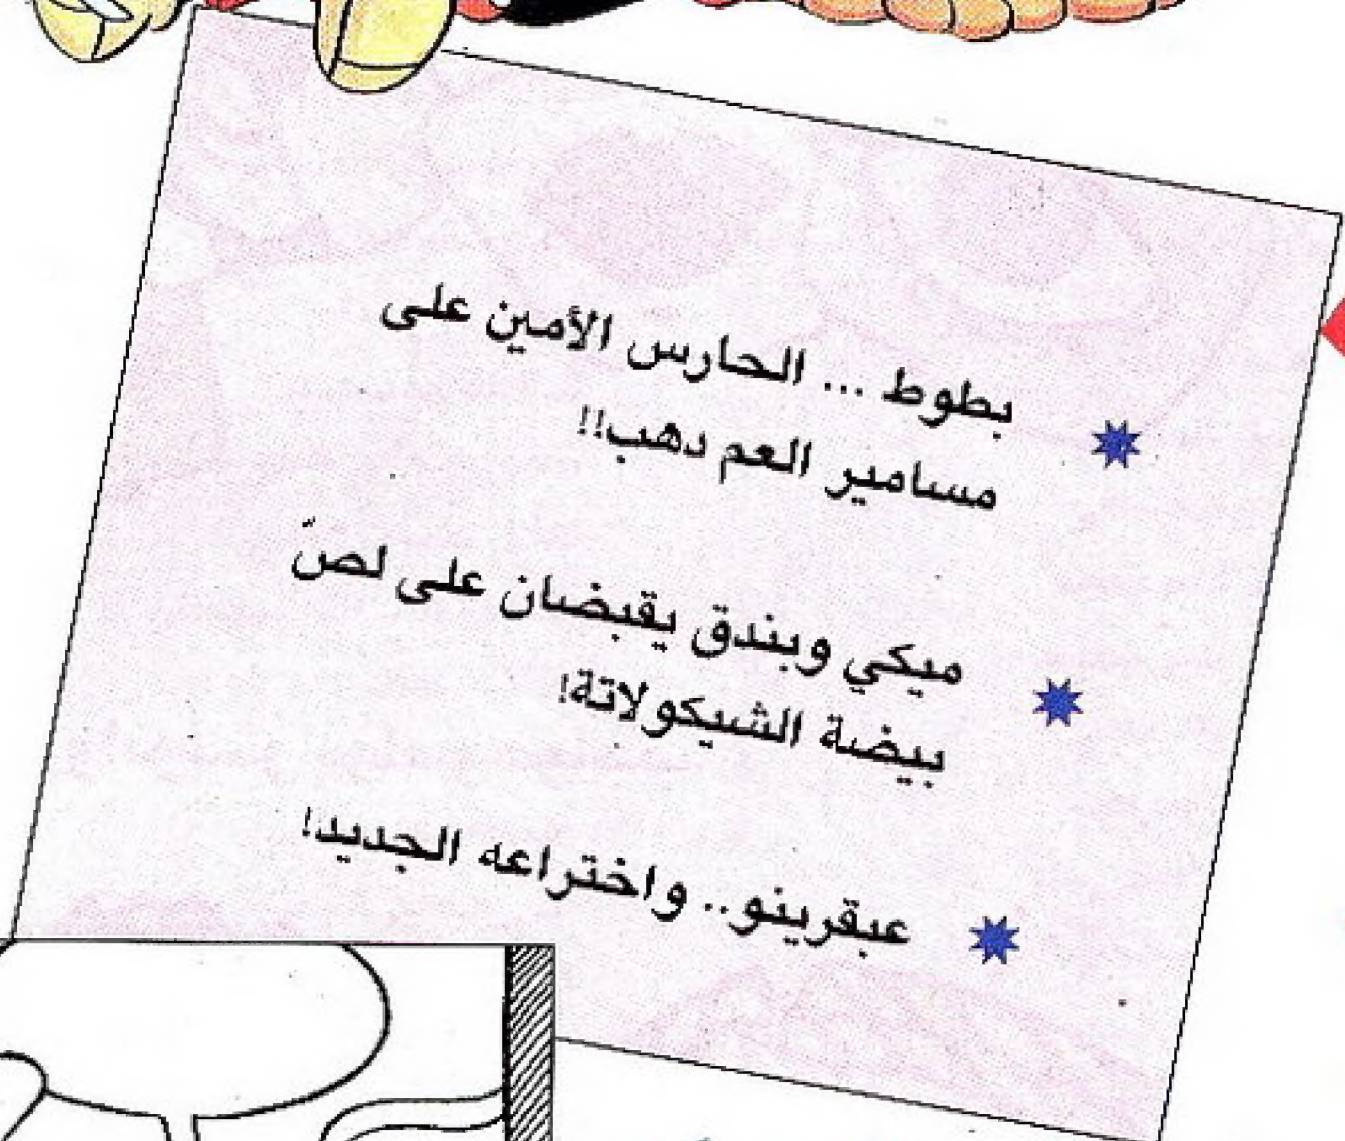 بطوط ... الحارس الأمين على
مسامير العم دهب!!
ميكي وبندق يقبضان على لصّ
بيضة الشيكولاتة!
عبقرينو.. واختراعه الجديد!